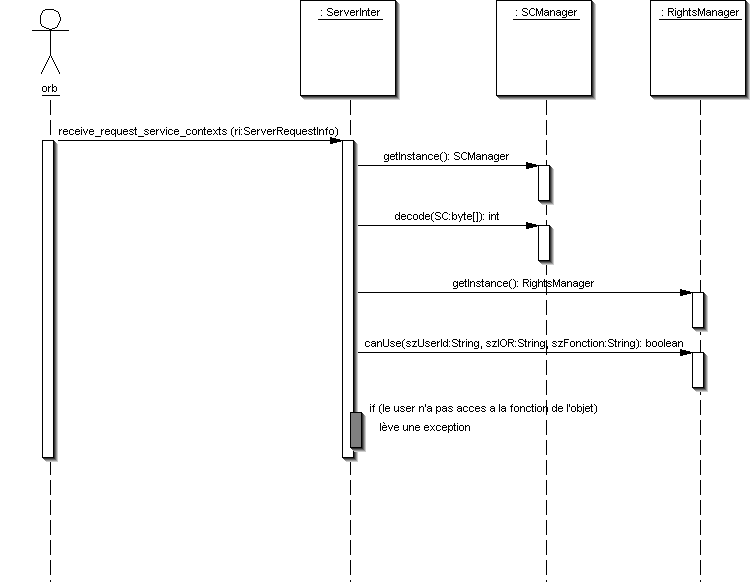 : ServerInter
: SCManager
: RightsManager
orb
receive_request_service_contexts (ri:ServerRequestInfo)
getInstance(): SCManager
decode(SC:byte[]): int
getInstance(): RightsManager
canUse(szUserId:String, szIOR:String, szFonction:String): boolean
if (le user n'a pas acces a la fonction de l'objet)
lève une exception